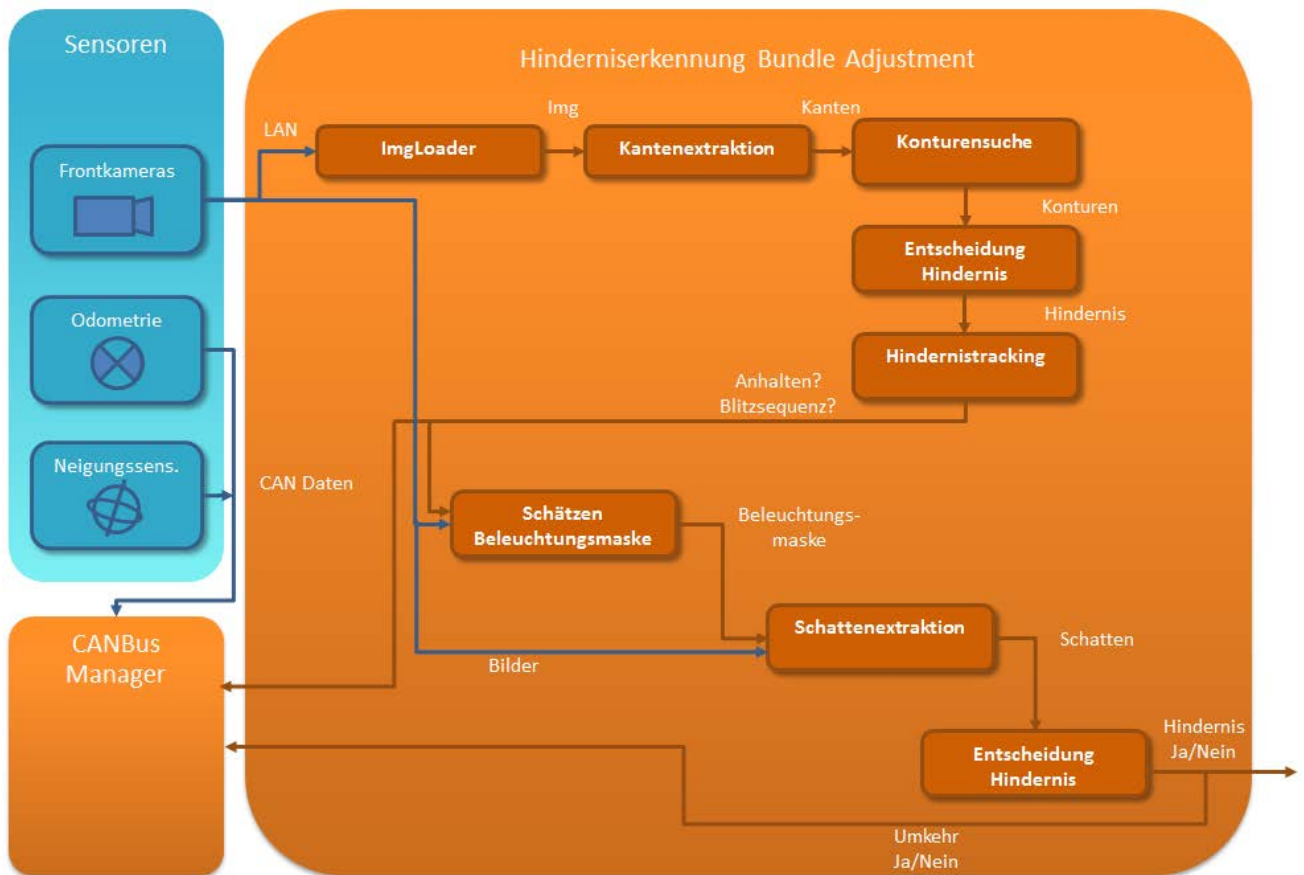 Sensoren
Frontkameras
Odometrie
Neigungssens.
CANBus
Manager
Hinderniserkennung Bundle Adjustment
LAN
ImgLoader
Img
Kantenextraktion
Kanten
Konturensuche
Konturen
Entscheidung
Hindernis
Hindernis
Hindernistracking
Anhalten?
Blitzsequenz?
CAN Daten
Schätzen
Beleuchtungsmaske
Beleuchtungs-
maske
Bilder
Schattenextraktion
Schatten
Entscheidung
Hindernis
Hindernis
Ja/Nein
Umkehr
Ja/Nein